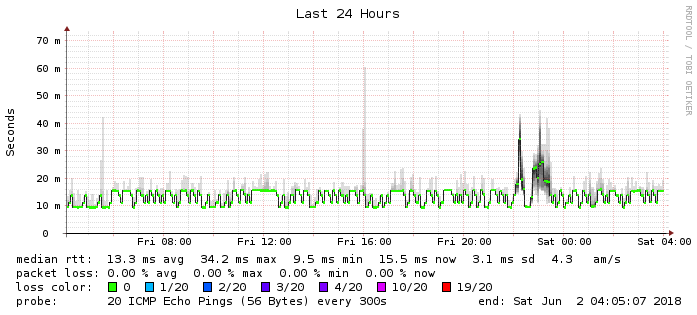 Last 24 Hours
RRDTOOL / TOBI OETIKER
Seconds
70 m
60 m
50 m
40 m
30 m
20 m
10 m
0
Fri 08:00 Fri 12:00 Fri 16:00 Fri 20:00 Sat 00:00 Sat 04:00
median rtt: 13.3 ms avg 34.2 ms max 9.5 ms min 15.5 ms now 3.1 ms sd 4.3 am/s
packet loss: 0.00 % avg 0.00 % max 0.00 % min 0.00 % now
loss color: 0 1/20 2/20 3/20 4/20 10/20 19/20
probe: 20 ICMP Echo Pings (56 Bytes) every 300s end: Sat Jun 2 04:05:07 2018